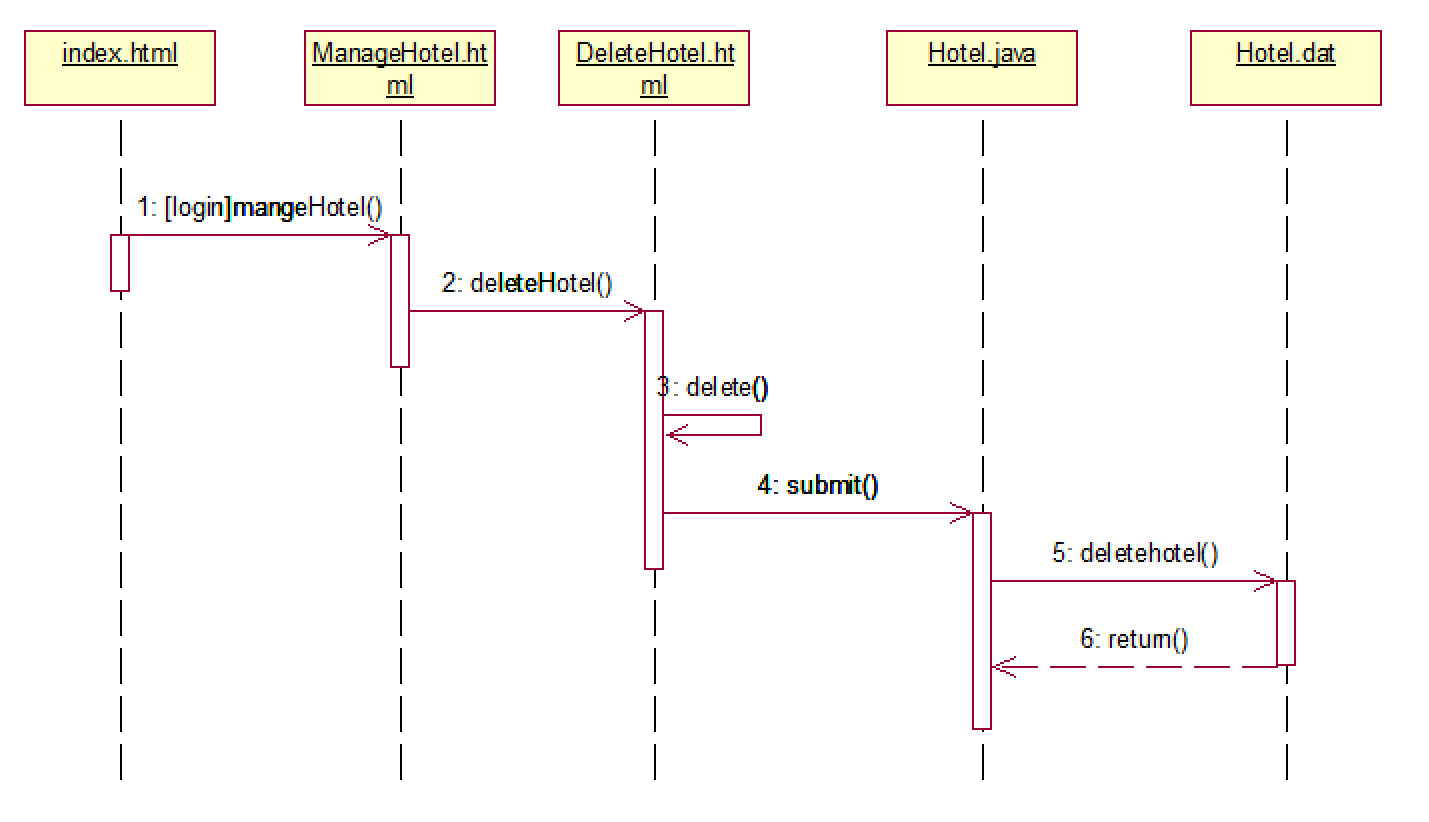 index.html
ManageHotel.ht
ml
DeleteHotel.ht
ml
Hotel.java
Hotel.dat
1: [login]mangeHotel()
2: deleteHotel()
3: delete()
4: submit()
5: deletehotel()
6: return()